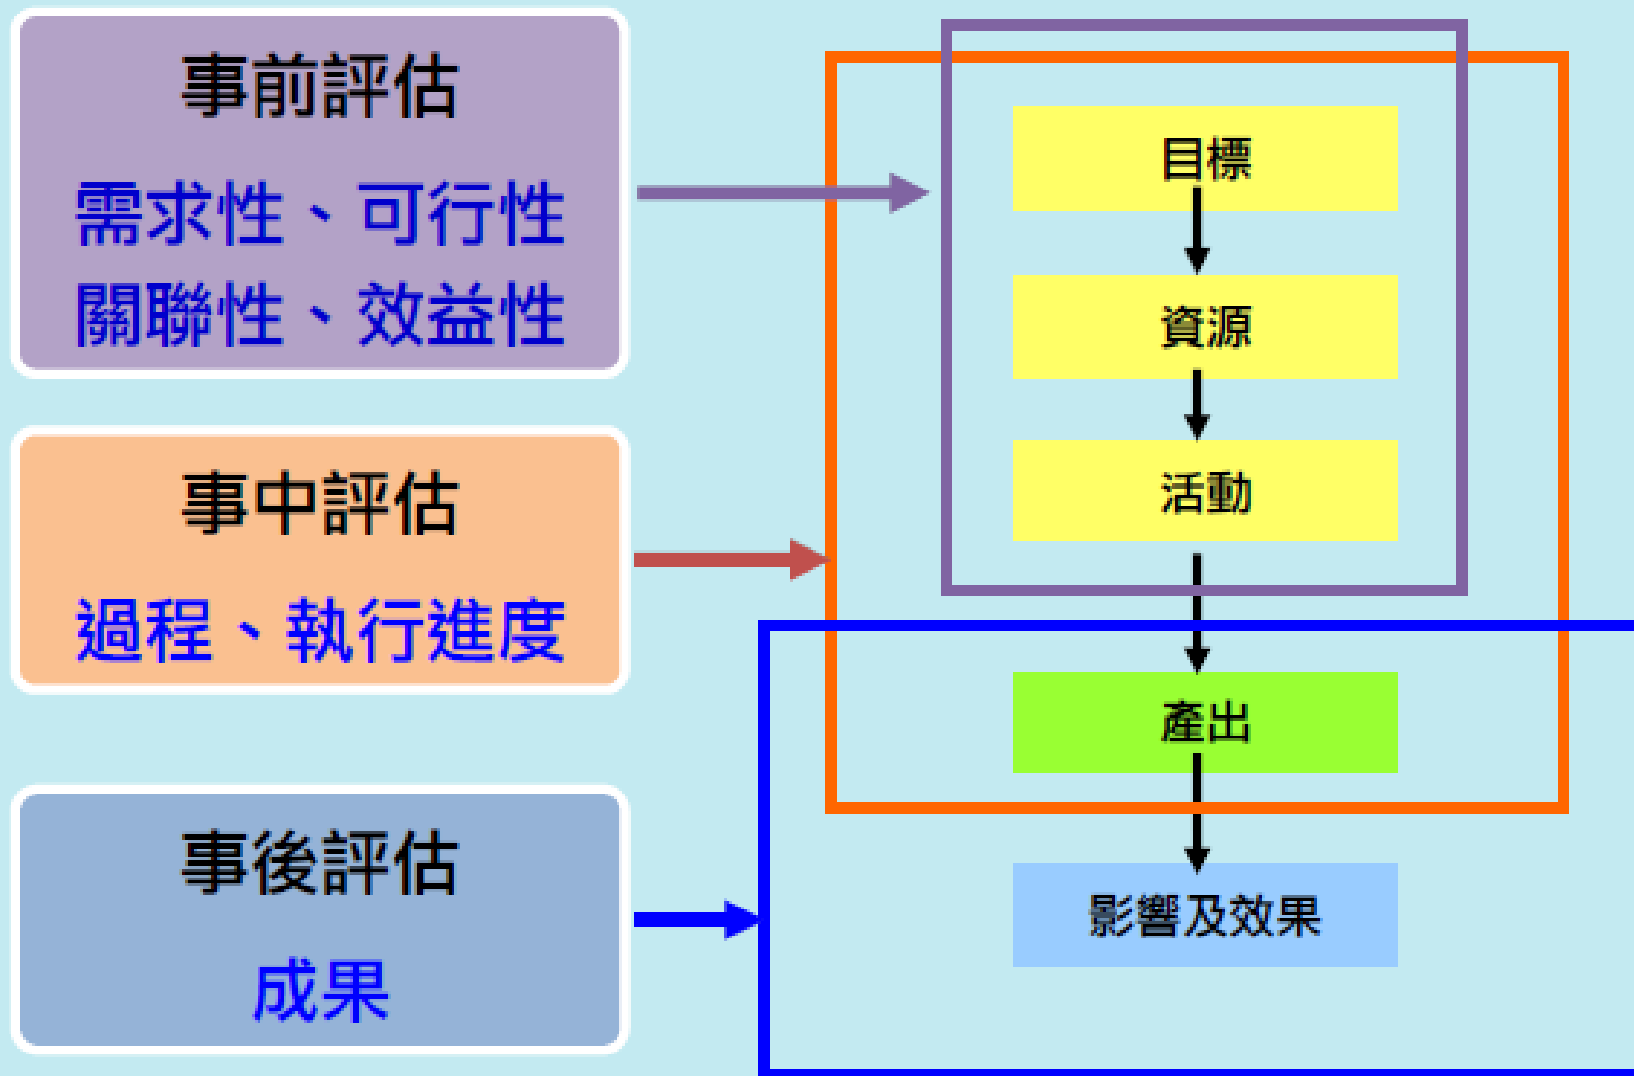 事前評估
需求性、可行性
關聯性、效益性
事中評估
過程、執行進度
事後評估
成果
目標
資源
活動
產出
影響及效果